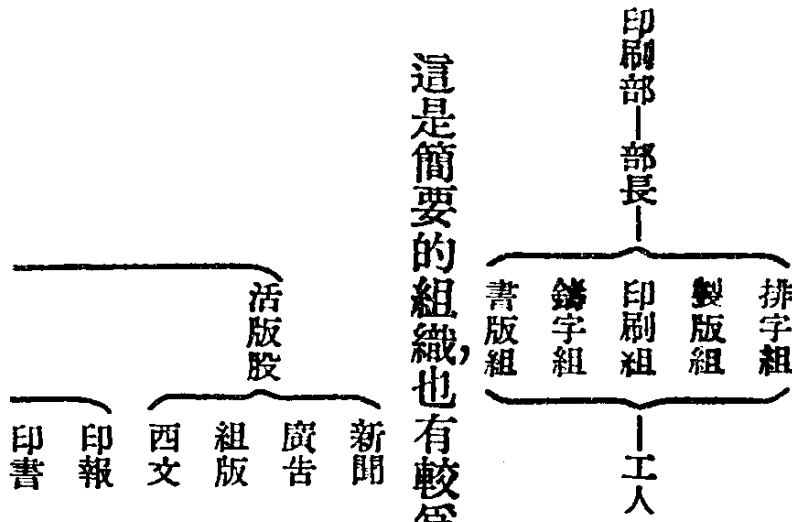 印刷部—部長—
排字組
製版組
印刷組
鑄字組
書版組
工人
這是簡要的組織,也有較
活版股
新聞
廣告
組版
西文
印報
印書